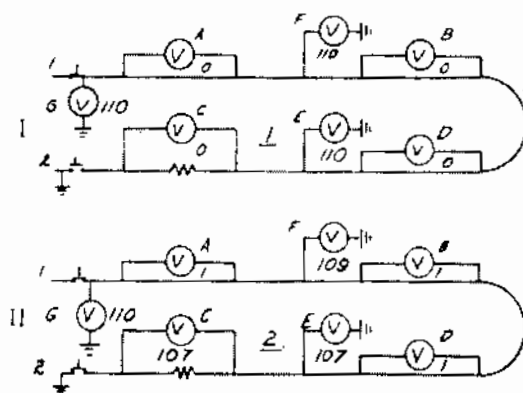 A F V 110 B
1 V 0 V 0
G V 110 C E V D
I V 0 1 110 V 0
2
A F V 109 B
1 V 1 V 1
II G V 110 C E V D
2 V 107 2 107 V 1